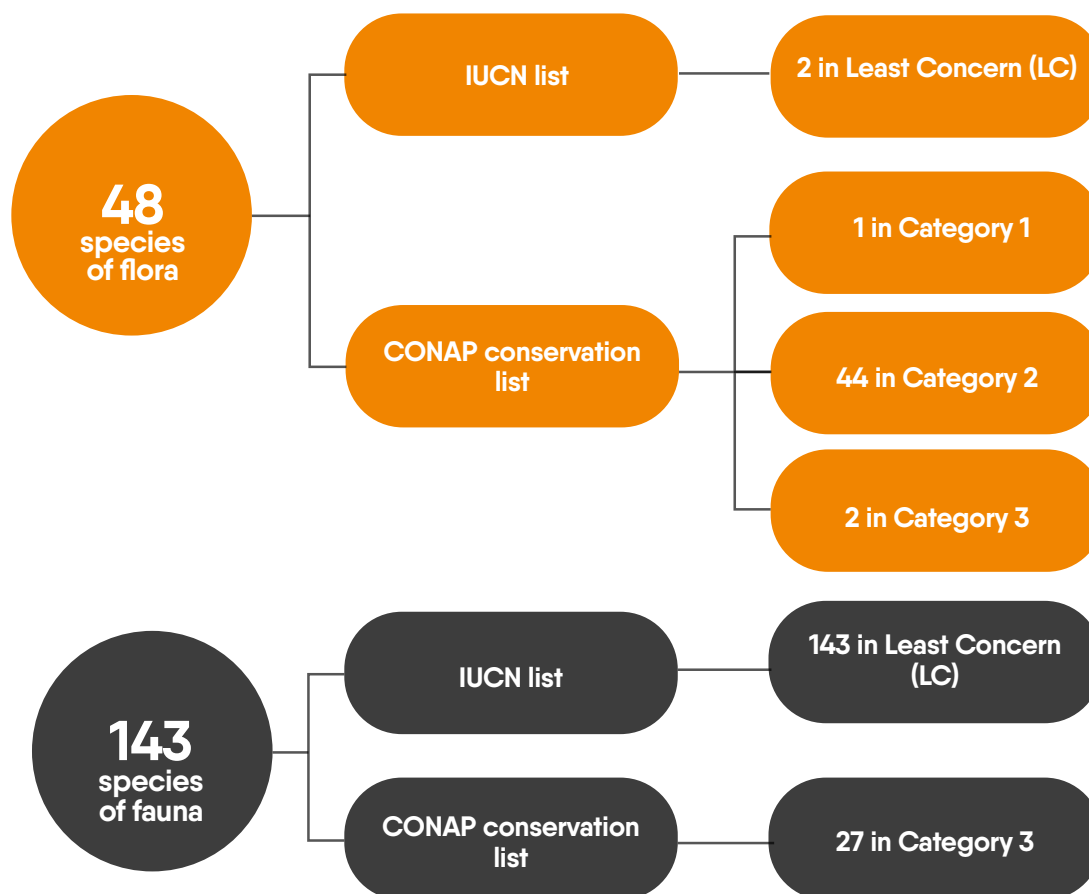 48
species
of flora
IUCN list
2 in Least Concern (LC)
CONAP conservation
list
1 in Category 1
44 in Category 2
2 in Category 3
143
species
of fauna
IUCN list
143 in Least Concern
(LC)
CONAP conservation
list
27 in Category 3